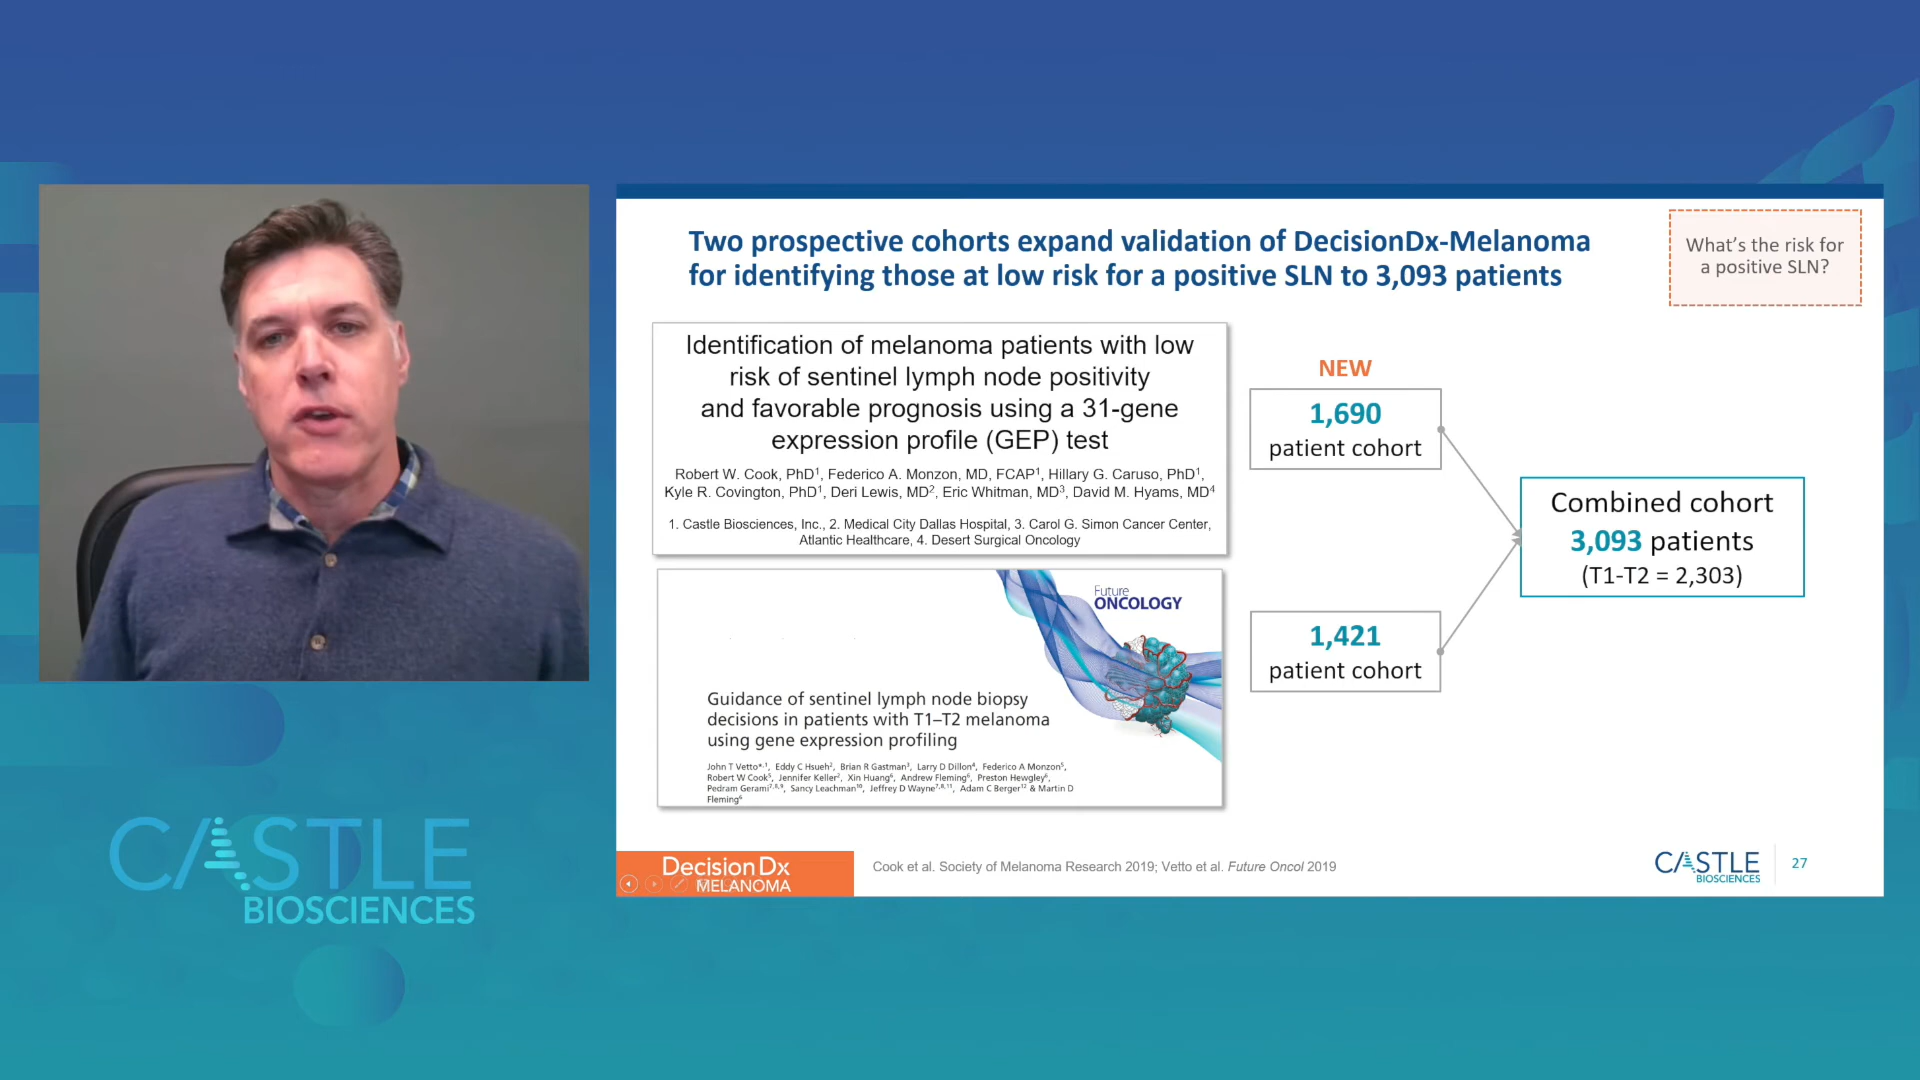 Two prospective cohorts expand validation of DecisionDx-Melanoma
for identifying those at low risk for a positive SLN to 3,093 patients
What's the risk for
a positive SLN?
Identification of melanoma patients with low
risk of sentinel lymph node positivity
and favorable prognosis using a 31-gene
expression profile (GEP) test
Robert W. Cook, PhD¹, Federico A. Monzon, MD, FCAP¹, Hillary G. Caruso, PhD¹,
Kyle R. Covington, PhD¹, Deri Lewis, MD², Eric Whitman, MD³, David M. Hyams, MD⁴
1. Castle Biosciences, Inc., 2. Medical City Dallas Hospital, 3. Carol G. Simon Cancer Center,
Atlantic Healthcare, 4. Desert Surgical Oncology
NEW
1,690
patient cohort
Combined cohort
3,093 patients
(T1-T2 = 2,303)
1,421
patient cohort
Future
ONCOLOGY
Guidance of sentinel lymph node biopsy
decisions in patients with T1–T2 melanoma
using gene expression profiling
John T Vetto*,¹, Eddy C Hsueh², Brian R Gastman³, Larry D Dillon⁴, Federico A Monzon⁵,
Robert W Cook⁵, Jennifer Keller², Xin Huang⁶, Andrew Fleming⁶, Preston Hewgley⁶,
Pedram Gerami⁷,⁸,⁹, Sancy Leachman¹⁰, Jeffrey D Wayne⁷,⁸,¹¹, Adam C Berger¹² & Martin D
Fleming⁶
DecisionDx
MELANOMA
Cook et al. Society of Melanoma Research 2019; Vetto et al. Future Oncol 2019
CASTLE
BIOSCIENCES
27
CASTLE
BIOSCIENCES